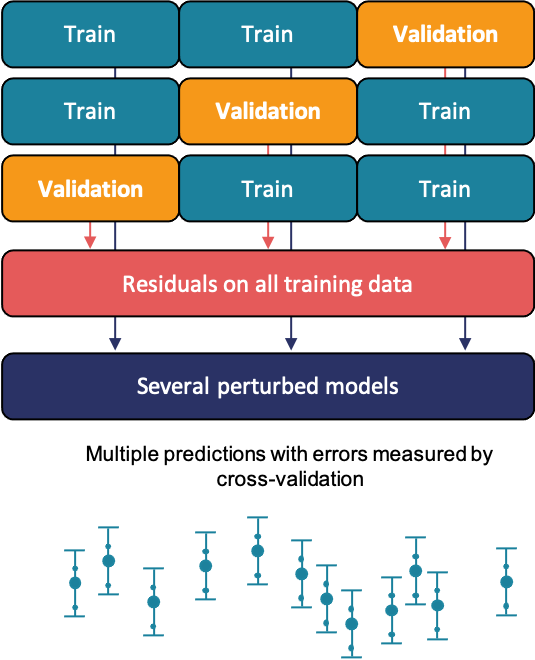 Train Train Validation
Train Validation Train
Validation Train Train
Residuals on all training data
Several perturbed models
Multiple predictions with errors measured by
cross-validation